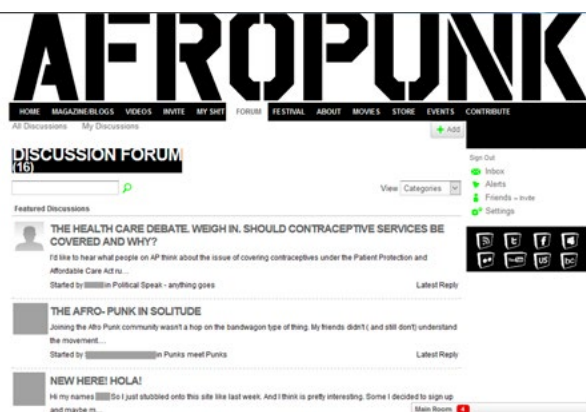 AFROPUNK
HOME MAGAZINE/BLOGS VIDEOS INVITE MY SHIT FORUM FESTIVAL ABOUT MOVIES STORE EVENTS CONTRIBUTE
All Discussions My Discussions
+ Add
DISCUSSION FORUM
(16)
Sign Out
Inbox
Alerts
Friends – Invite
Settings
View Categories
Featured Discussions
THE HEALTH CARE DEBATE. WEIGH IN. SHOULD CONTRACEPTIVE SERVICES BE
COVERED AND WHY?
I'd like to hear what people on AP think about the issue of covering contraceptives under the Patient Protection and
Affordable Care Act ru...
Started by in Political Speak - anything goes Latest Reply
THE AFRO- PUNK IN SOLITUDE
Joining the Afro Punk community wasn't a hop on the bandwagon type of thing. My friends didn't ( and still don't) understand
the movement....
Started by in Punks meet Punks Latest Reply
NEW HERE! HOLA!
Hi my names So I just stubbled onto this site like last week. And I think is pretty interesting. Some I decided to sign up
and maybe m...
Main Room 4